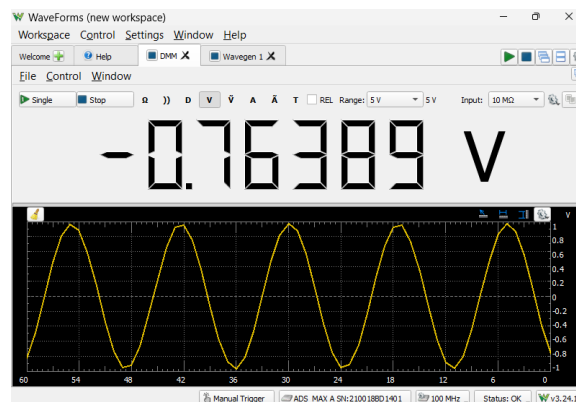 WaveForms (new workspace)
Workspace Control Settings Window Help
Welcome Help DMM Wavegen 1
File Control Window
Single Stop Ω )) D V Ṽ A Ã T REL Range: 5 V 5 V Input: 10 MΩ
-0.76389 V
V
1
0.8
0.6
0.4
0.2
0
-0.2
-0.4
-0.6
-0.8
-1
60 54 48 42 36 30 24 18 12 6 0
Manual Trigger ADS MAX A SN:210018BD1401 100 MHz Status: OK v3.24.1